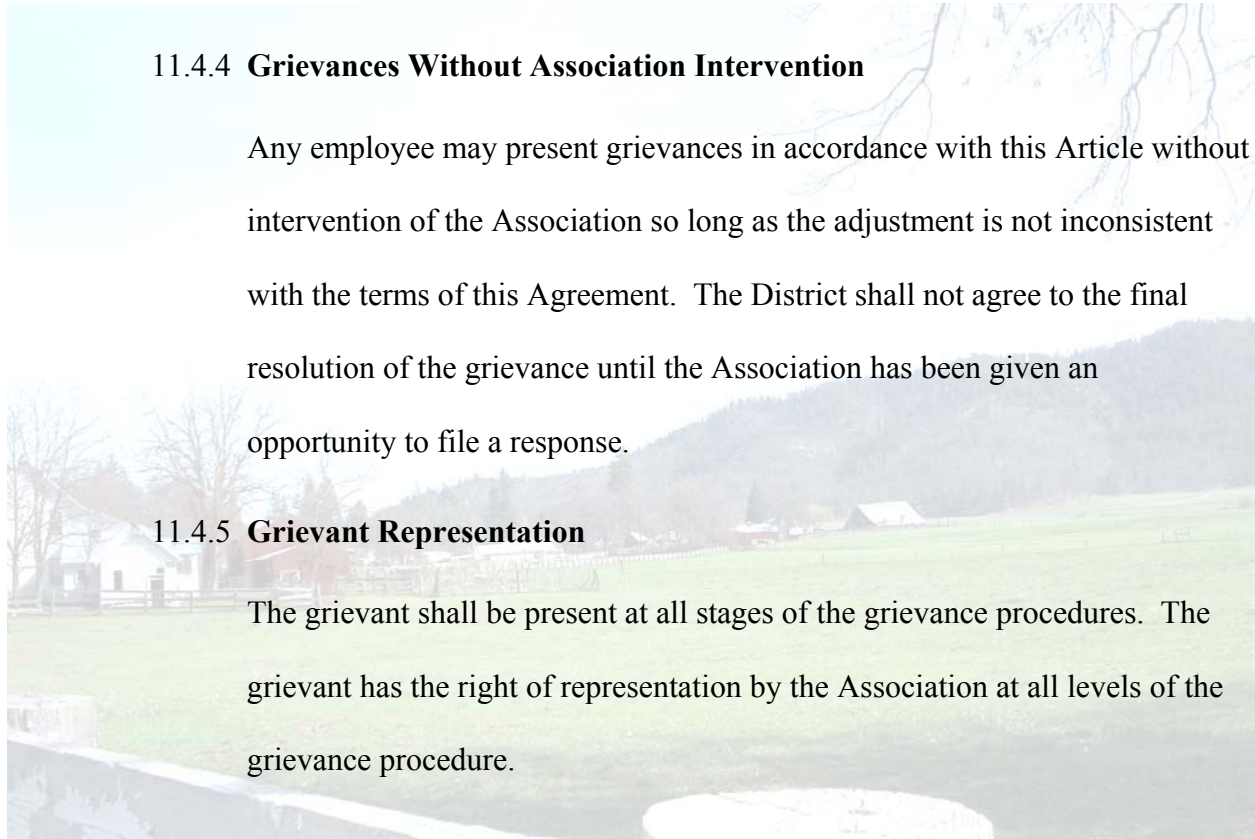 11.4.4 Grievances Without Association Intervention
Any employee may present grievances in accordance with this Article without
intervention of the Association so long as the adjustment is not inconsistent
with the terms of this Agreement.  The District shall not agree to the final
resolution of the grievance until the Association has been given an
opportunity to file a response.
11.4.5 Grievant Representation
The grievant shall be present at all stages of the grievance procedures.  The
grievant has the right of representation by the Association at all levels of the
grievance procedure.